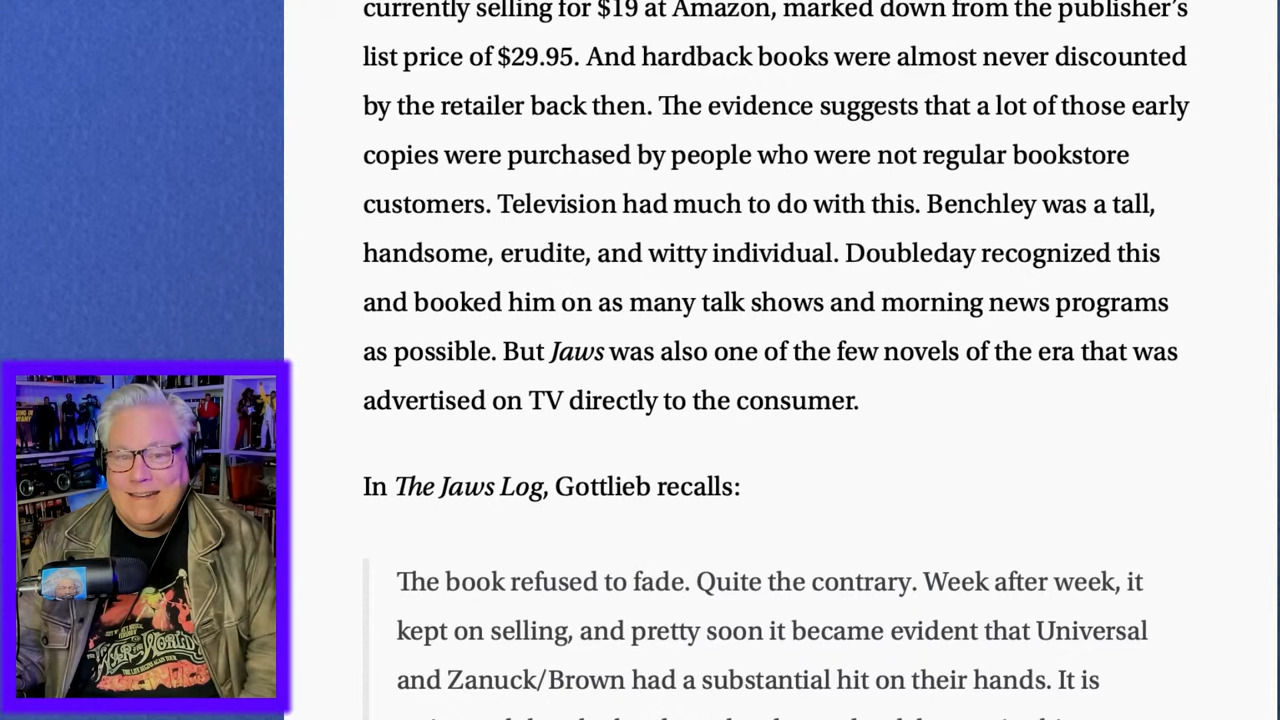 currently selling for $19 at Amazon, marked down from the publisher's
list price of $29.95. And hardback books were almost never discounted
by the retailer back then. The evidence suggests that a lot of those early
copies were purchased by people who were not regular bookstore
customers. Television had much to do with this. Benchley was a tall,
handsome, erudite, and witty individual. Doubleday recognized this
and booked him on as many talk shows and morning news programs
as possible. But Jaws was also one of the few novels of the era that was
advertised on TV directly to the consumer.
In The Jaws Log, Gottlieb recalls:
The book refused to fade. Quite the contrary. Week after week, it
kept on selling, and pretty soon it became evident that Universal
and Zanuck/Brown had a substantial hit on their hands. It is